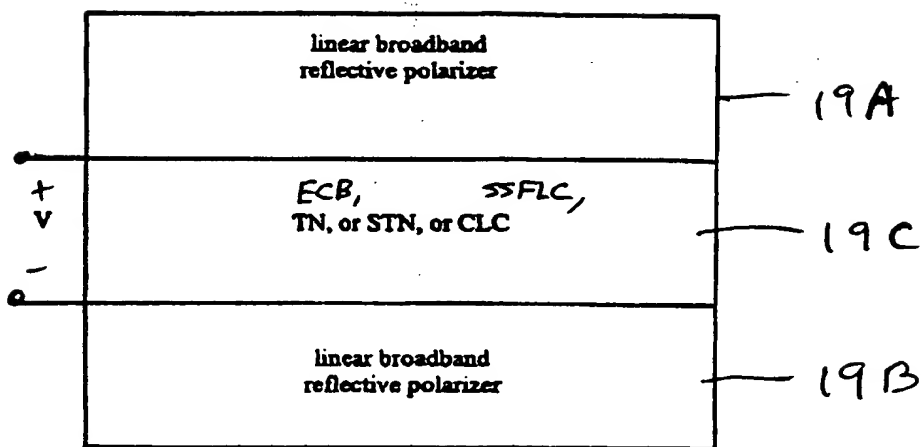 linear broadband
reflective polarizer
19A
+
V
-
ECB, SSFLC,
TN, or STN, or CLC
19C
linear broadband
reflective polarizer
19B